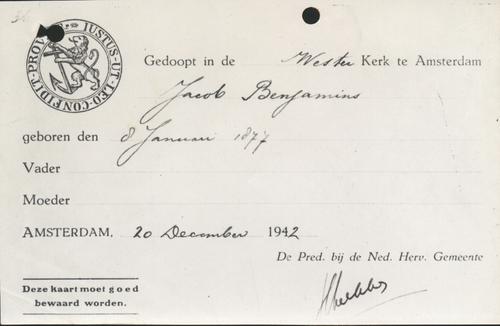 JUSTUS·UT·LEO·CONFIDIT·PROV
Gedoopt in de Wester Kerk te Amsterdam
Jacob Benjamins
geboren den 8 Januari 1877
Vader
Moeder
AMSTERDAM, 20 December 1942
De Pred. bij de Ned. Herv. Gemeente
Deze kaart moet goed
bewaard worden.